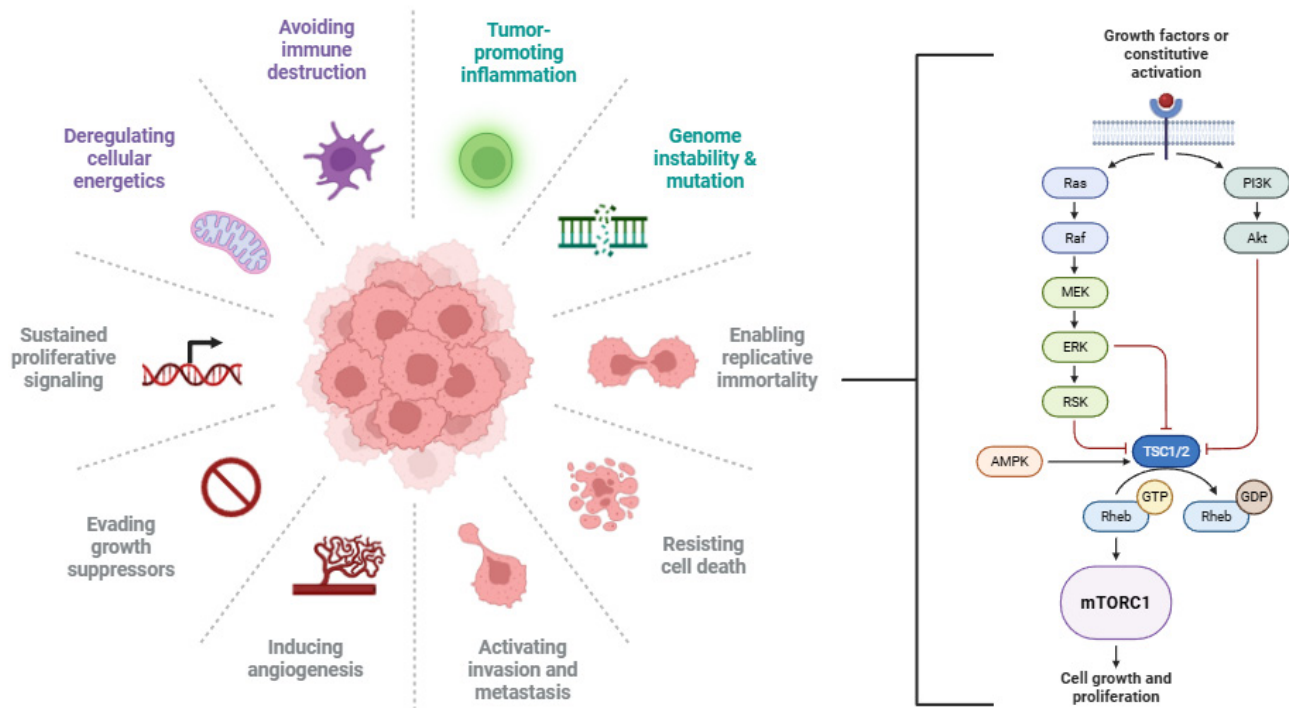 Avoiding
immune
destruction
Tumor-
promoting
inflammation
Deregulating
cellular
energetics
Genome
instability &
mutation
Sustained
proliferative
signaling
Enabling
replicative
immortality
Evading
growth
suppressors
Resisting
cell death
Inducing
angiogenesis
Activating
invasion and
metastasis
Growth factors or
constitutive
activation
Ras
PI3K
Raf
Akt
MEK
ERK
RSK
AMPK
TSC1/2
GTP
Rheb
GDP
Rheb
mTORC1
Cell growth and
proliferation